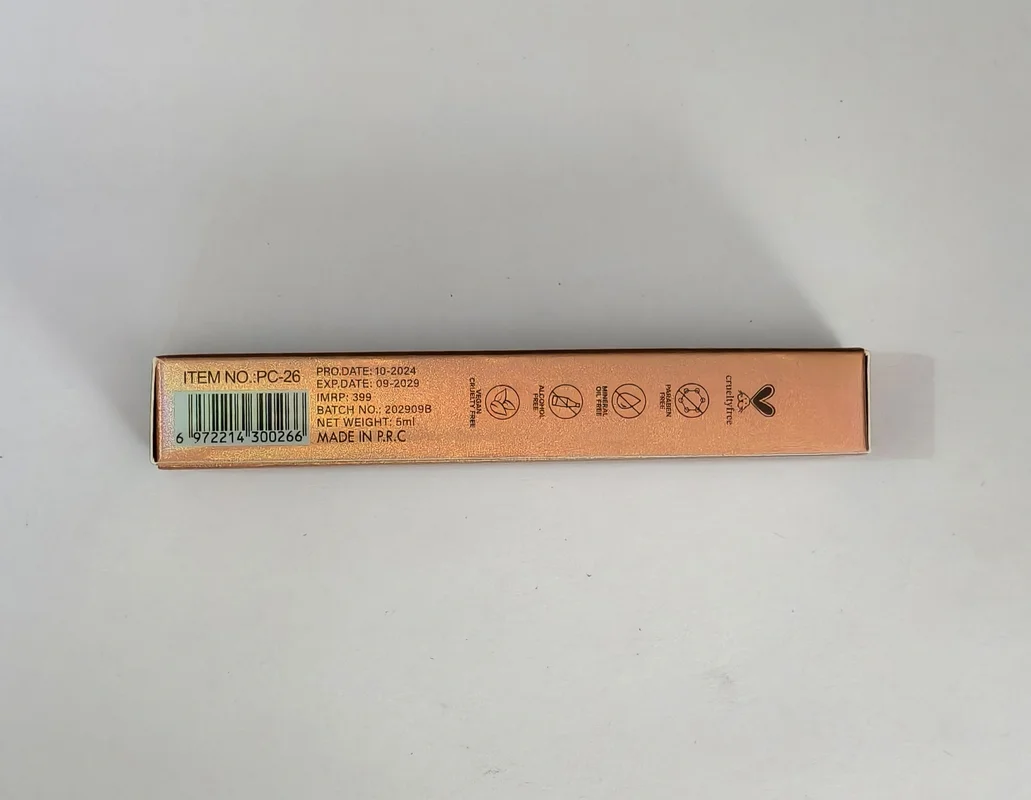 ITEM NO.:PC-26
6 972214 300266
PRO.DATE: 10-2024
EXP.DATE: 09-2029
IMRP: 399
BATCH NO.: 202909B
NET WEIGHT: 5ml
MADE IN P.R.C
VEGAN
CRUELTY FREE
ALCOHOL
FREE
MINERAL
OIL FREE
PARABEN
FREE
crueltyfree